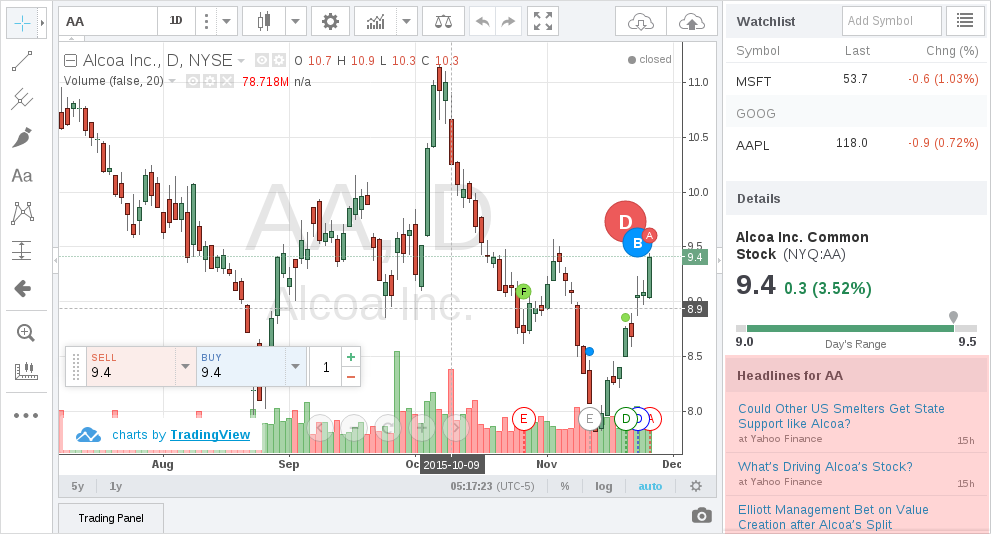 AA
1D
Watchlist
Add Symbol
Symbol Last Chng (%)
MSFT 53.7 -0.6 (1.03%)
GOOG
AAPL 118.0 -0.9 (0.72%)
Details
Alcoa Inc. Common
Stock (NYQ:AA)
9.4 0.3 (3.52%)
9.0 Day's Range 9.5
Headlines for AA
Could Other US Smelters Get State
Support like Alcoa?
at Yahoo Finance 15h
What's Driving Alcoa's Stock?
at Yahoo Finance 15h
Elliott Management Bet on Value
Creation after Alcoa's Split
Aa
Alcoa Inc., D, NYSE O 10.7 H 10.9 L 10.3 C 10.3 closed
Volume (false, 20) 78.718M n/a
AA, D
Alcoa Inc.
11.0
10.5
10.0
9.5
9.4
8.9
8.5
8.0
D
B
A
F
SELL
9.4
BUY
9.4
1
E E D D A
charts by TradingView
Aug Sep Oc 2015-10-09 Nov Dec
5y 1y 05:17:23 (UTC-5) % log auto
Trading Panel